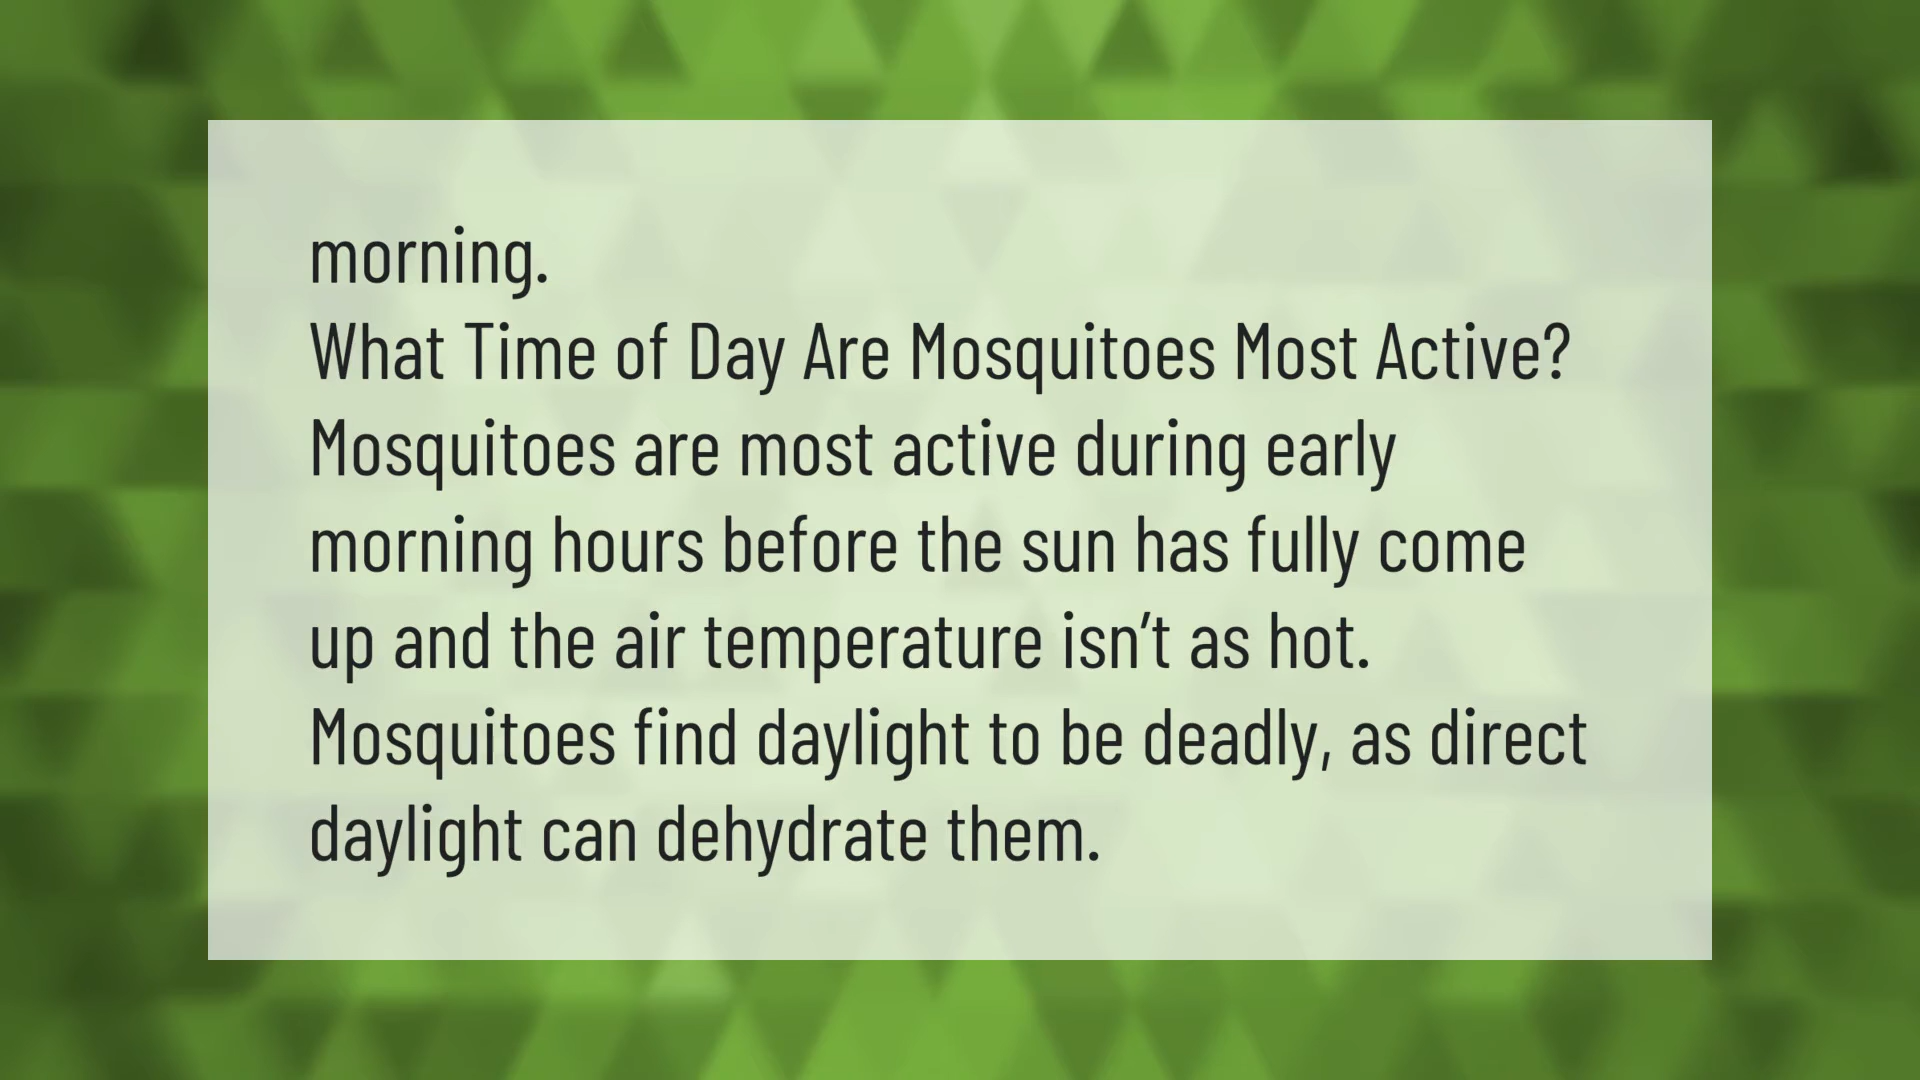 morning.
What Time of Day Are Mosquitoes Most Active?
Mosquitoes are most active during early
morning hours before the sun has fully come
up and the air temperature isn’t as hot.
Mosquitoes find daylight to be deadly, as direct
daylight can dehydrate them.